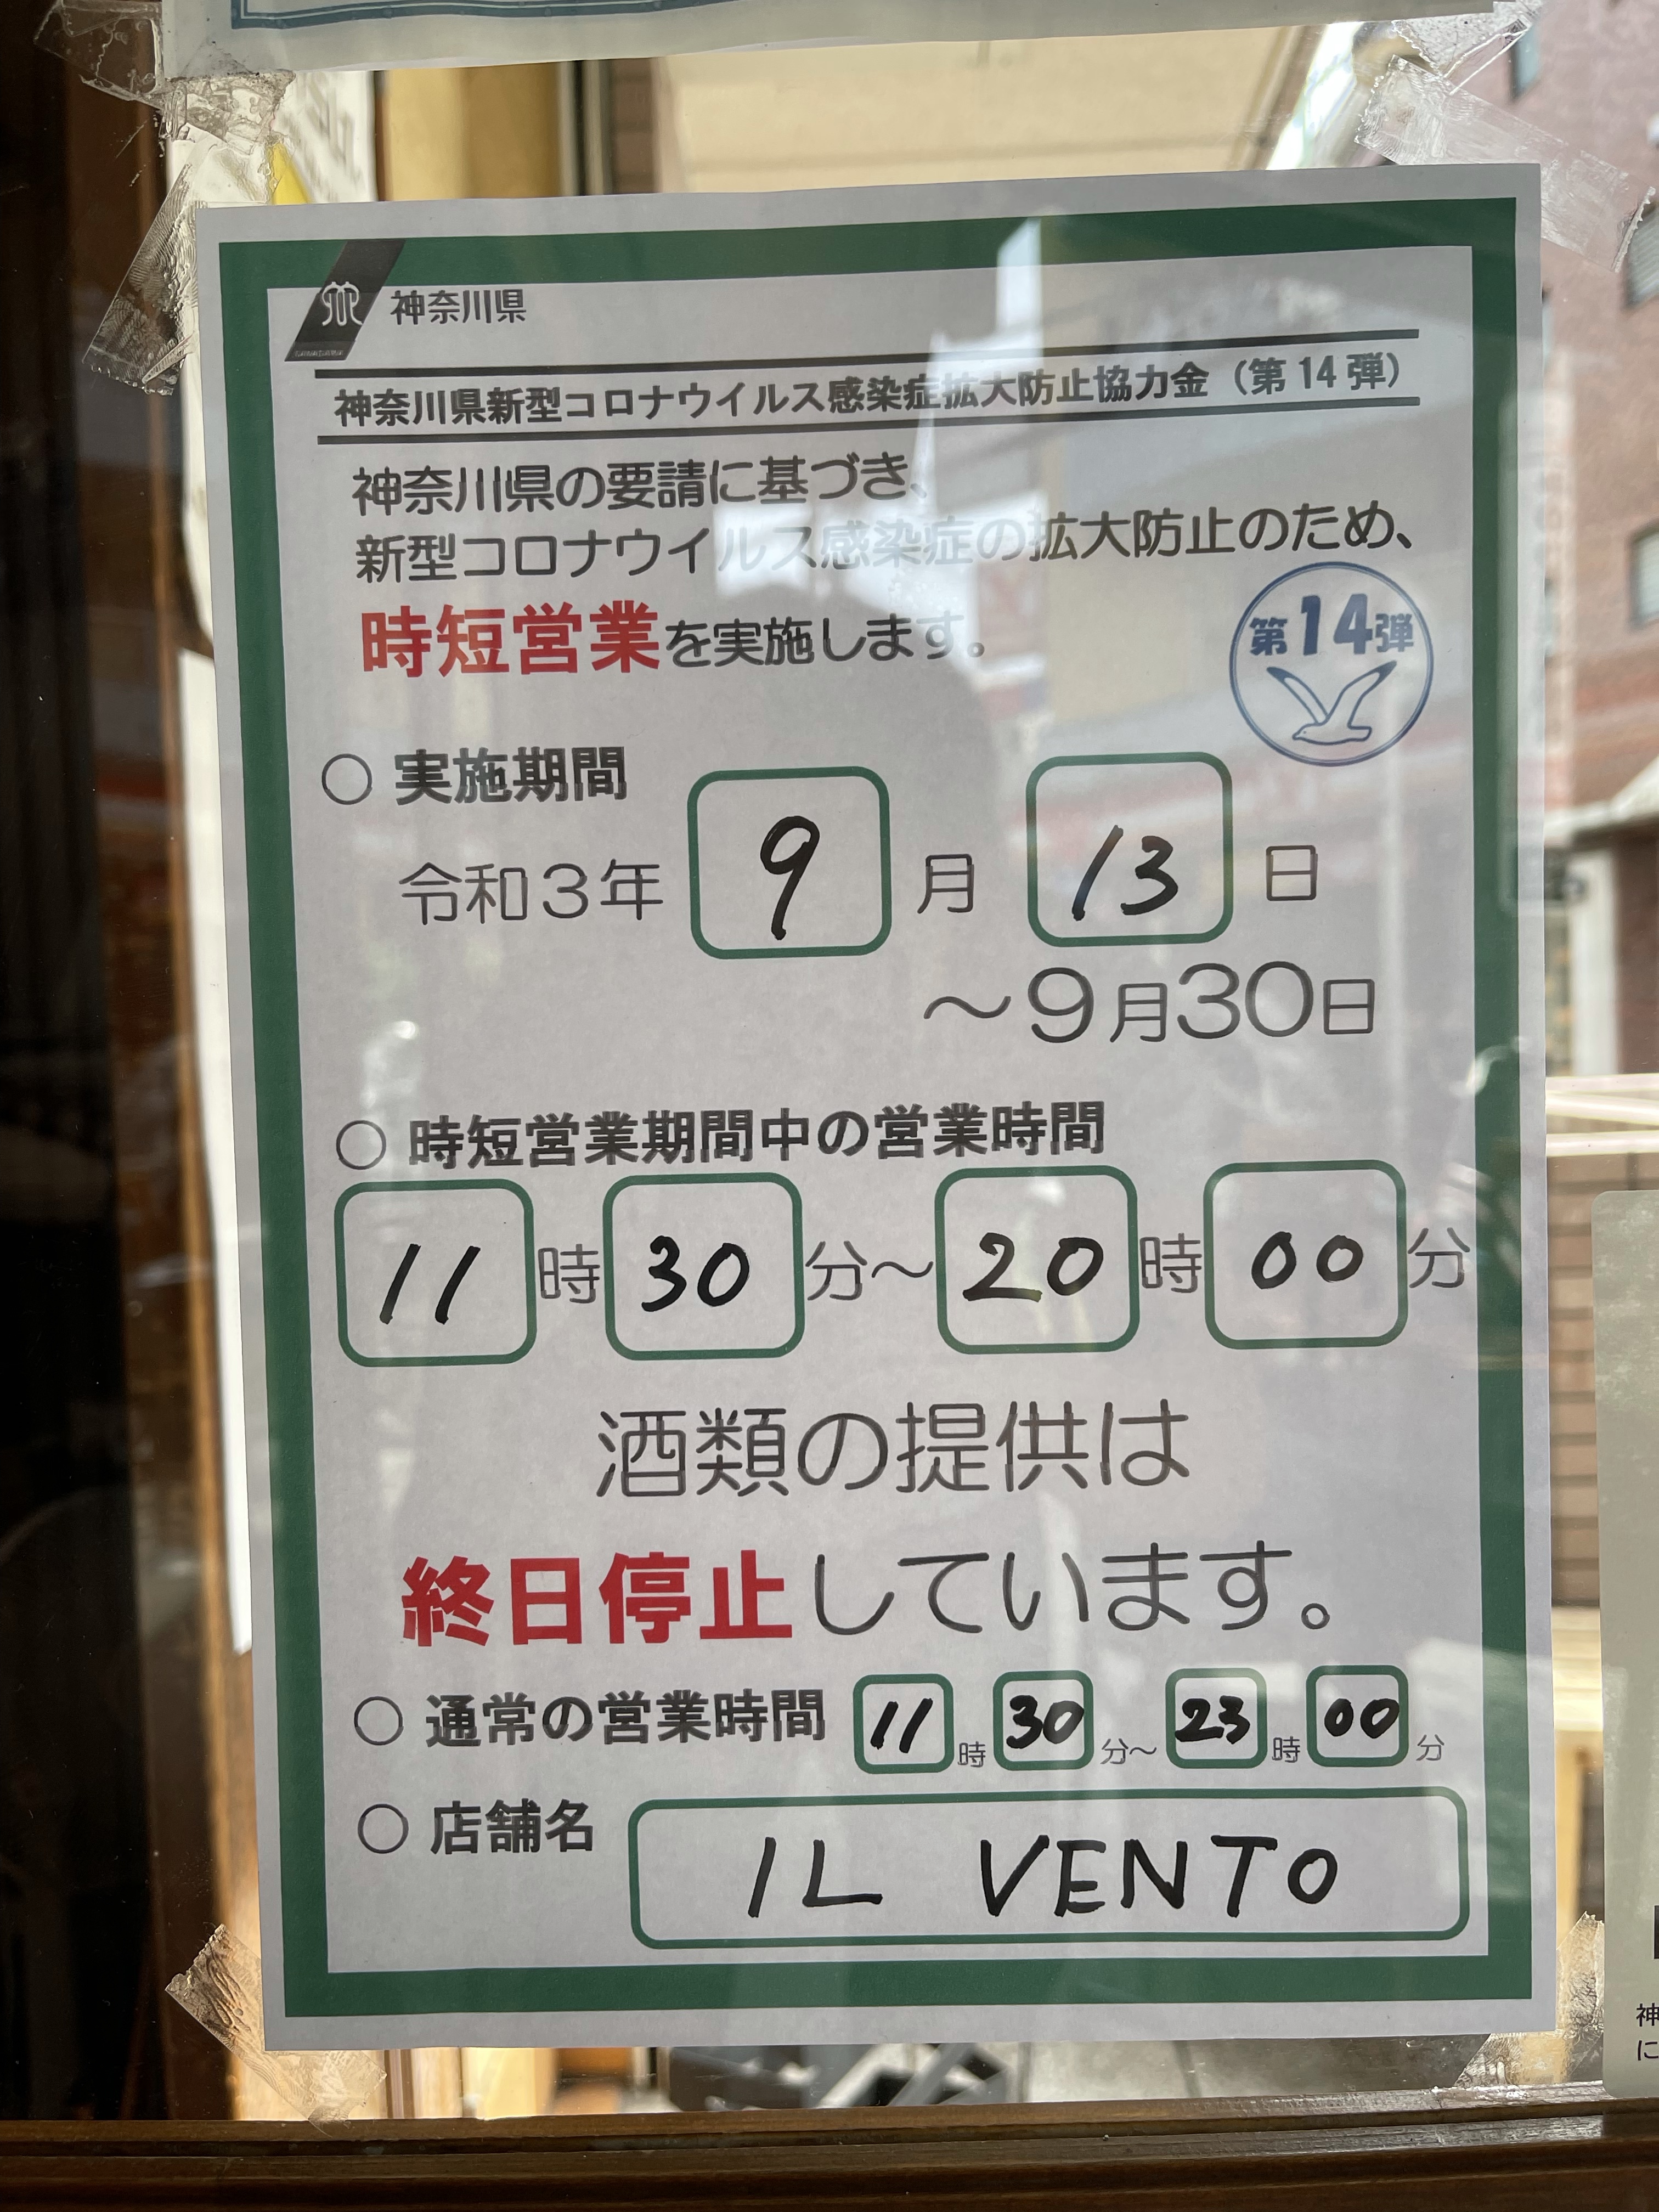 神奈川県
神奈川県新型コロナウイルス感染症拡大防止協力金（第14弾）
神奈川県の要請に基づき、
新型コロナウイルス感染症の拡大防止のため、
時短営業を実施します。
第14弾
○ 実施期間
令和3年 9 月 13 日
～9月30日
○ 時短営業期間中の営業時間
11 時 30 分～ 20 時 00 分
酒類の提供は
終日停止しています。
○ 通常の営業時間 11 時 30 分～ 23 時 00 分
○ 店舗名 IL VENTO
神
に